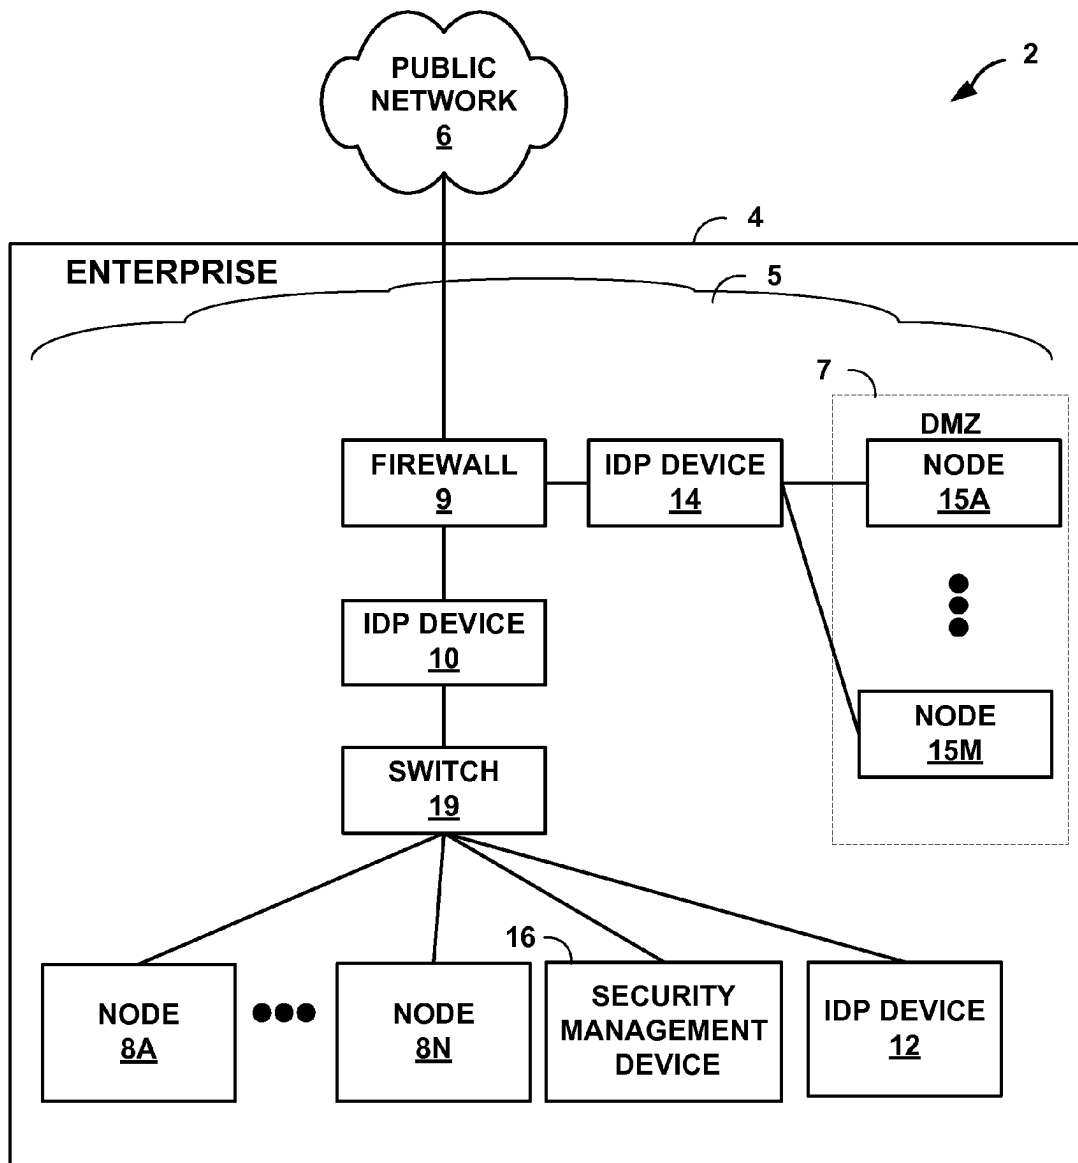 PUBLIC
NETWORK
6
2
4
ENTERPRISE
5
7
DMZ
FIREWALL
9
IDP DEVICE
14
NODE
15A
IDP DEVICE
10
NODE
15M
SWITCH
19
16
NODE
8A
NODE
8N
SECURITY
MANAGEMENT
DEVICE
IDP DEVICE
12